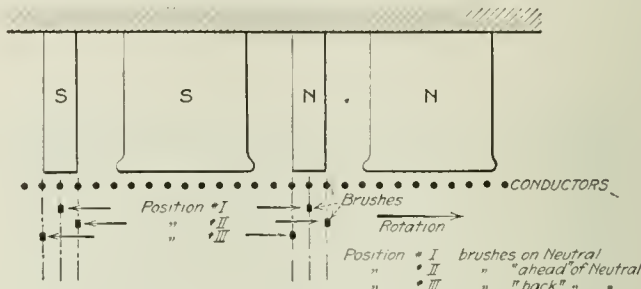 S S N N
CONDUCTORS
Position # I Brushes
" # II
" # III Rotation
Position # I brushes on Neutral
" # II " "ahead" of Neutral
" # III " "back" " "